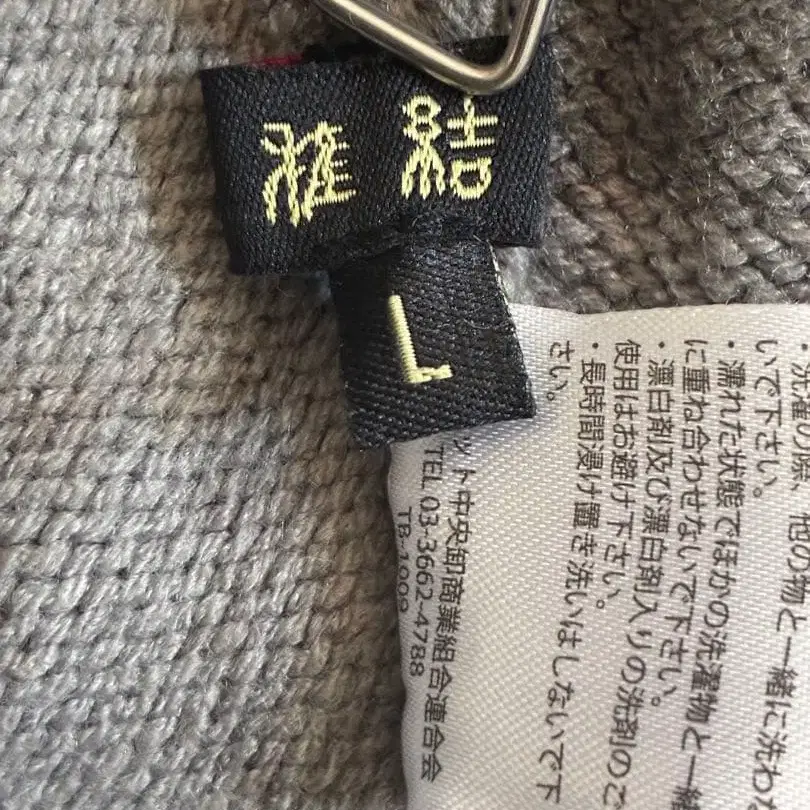 雅結
L
・洗濯の際、他の物と一緒に洗わ
いで下さい。
・濡れた状態でほかの洗濯物と一緒
に重ね合わせないで下さい。
・漂白剤及び漂白剤入りの洗剤のご
使用はお避け下さい。
・長時間浸け置き洗いはしないで下
さい。
ット中央卸商業組合連合会
TEL 03-3662-4788
TB-1009